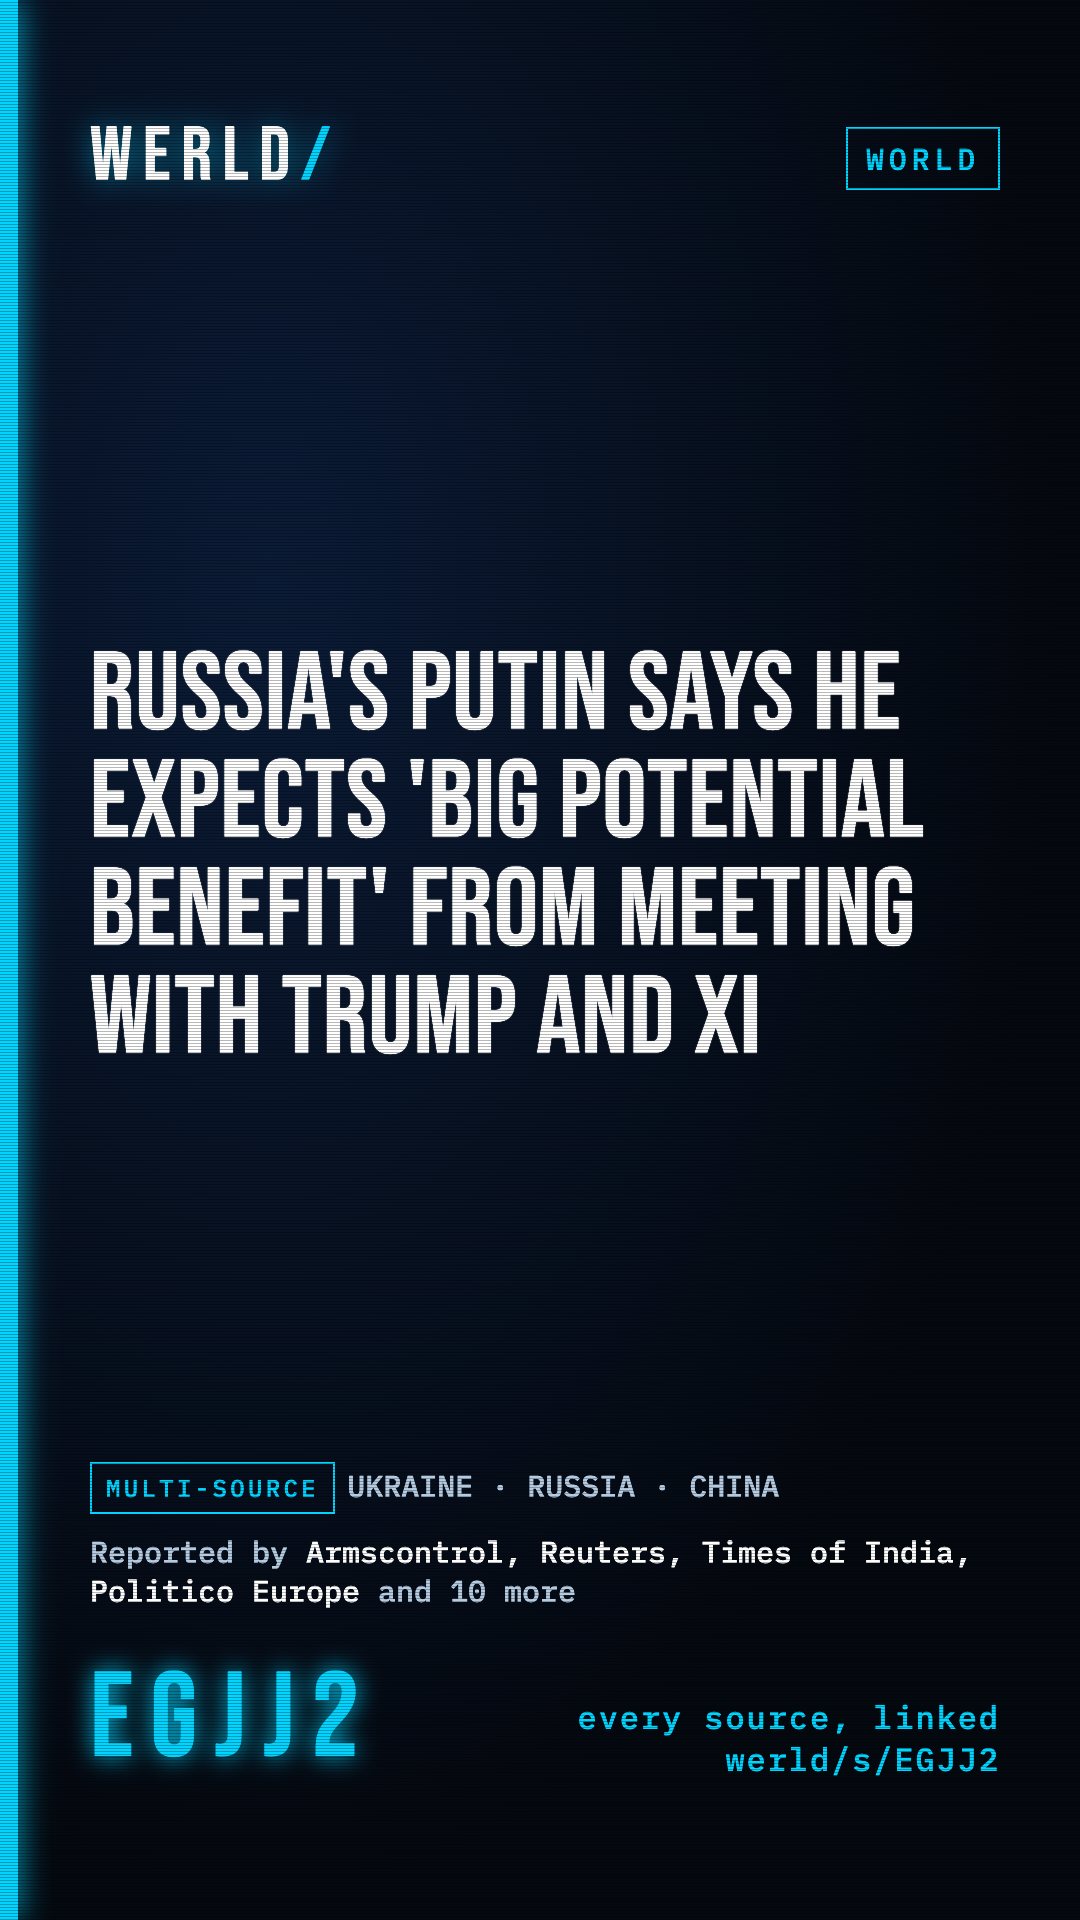 WERLD/
WORLD
RUSSIA'S PUTIN SAYS HE
EXPECTS 'BIG POTENTIAL
BENEFIT' FROM MEETING
WITH TRUMP AND XI
MULTI-SOURCE UKRAINE · RUSSIA · CHINA
Reported by Armscontrol, Reuters, Times of India,
Politico Europe and 10 more
EGJJ2
every source, linked
werld/s/EGJJ2